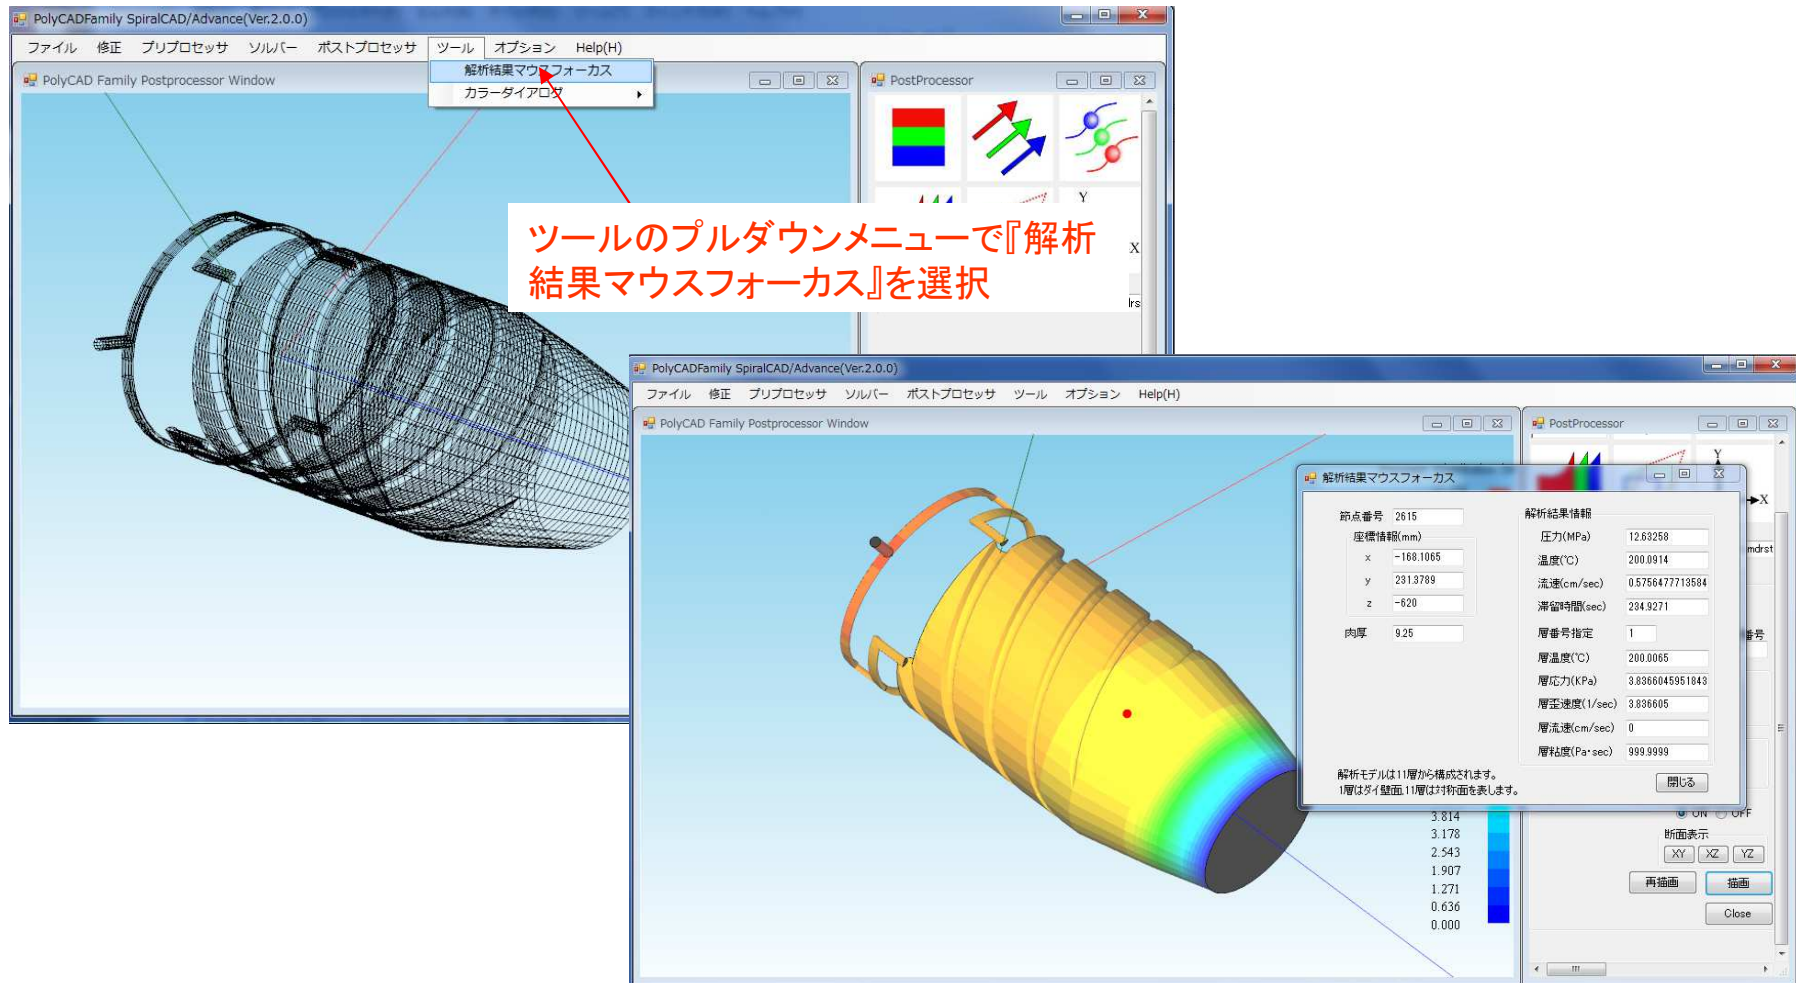 PolyCADFamily SpiralCAD/Advance(Ver.2.0.0)
ファイル 修正 プリプロセッサ ソルバー ポストプロセッサ ツール オプション Help(H)
PolyCAD Family Postprocessor Window
解析結果マウスフォーカス
カラーダイアログ
PostProcessor
Y
X
ツールのプルダウンメニューで『解析
結果マウスフォーカス』を選択
PolyCADFamily SpiralCAD/Advance(Ver.2.0.0)
ファイル 修正 プリプロセッサ ソルバー ポストプロセッサ ツール オプション Help(H)
PolyCAD Family Postprocessor Window
PostProcessor
Y
X
mdrst
番号
解析結果マウスフォーカス
節点番号 2615
座標情報(mm)
x -168.1065
y 231.3789
z -620
肉厚 9.25
解析結果情報
圧力(MPa) 12.63258
温度(℃) 200.0914
流速(cm/sec) 0.5756477713584
滞留時間(sec) 234.9271
層番号指定 1
層温度(℃) 200.0065
層応力(KPa) 3.8366045951843
層歪速度(1/sec) 3.836605
層流速(cm/sec) 0
層粘度(Pa・sec) 999.9999
解析モデルは11層から構成されます。
1層はダイ壁面,11層は対称面を表します。
閉じる
3.814
3.178
2.543
1.907
1.271
0.636
0.000
ON OFF
断面表示
XY XZ YZ
再描画 描画
Close